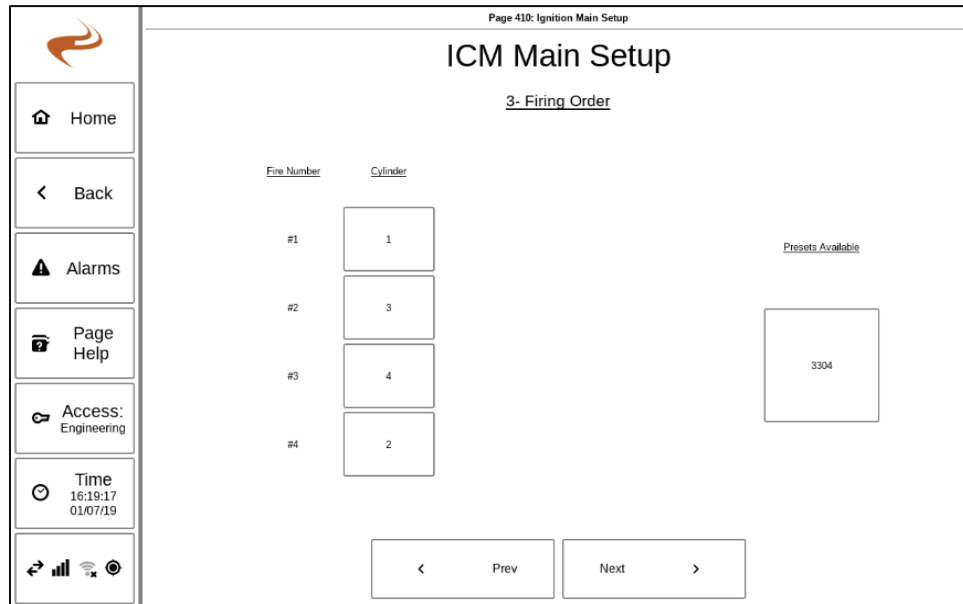 Page 410: Ignition Main Setup
ICM Main Setup
3- Firing Order
Home
Back
Alarms
Page
Help
Access:
Engineering
Time
16:19:17
01/07/19
Fire Number Cylinder
#1 1
#2 3
#3 4
#4 2
Presets Available
3304
Prev
Next